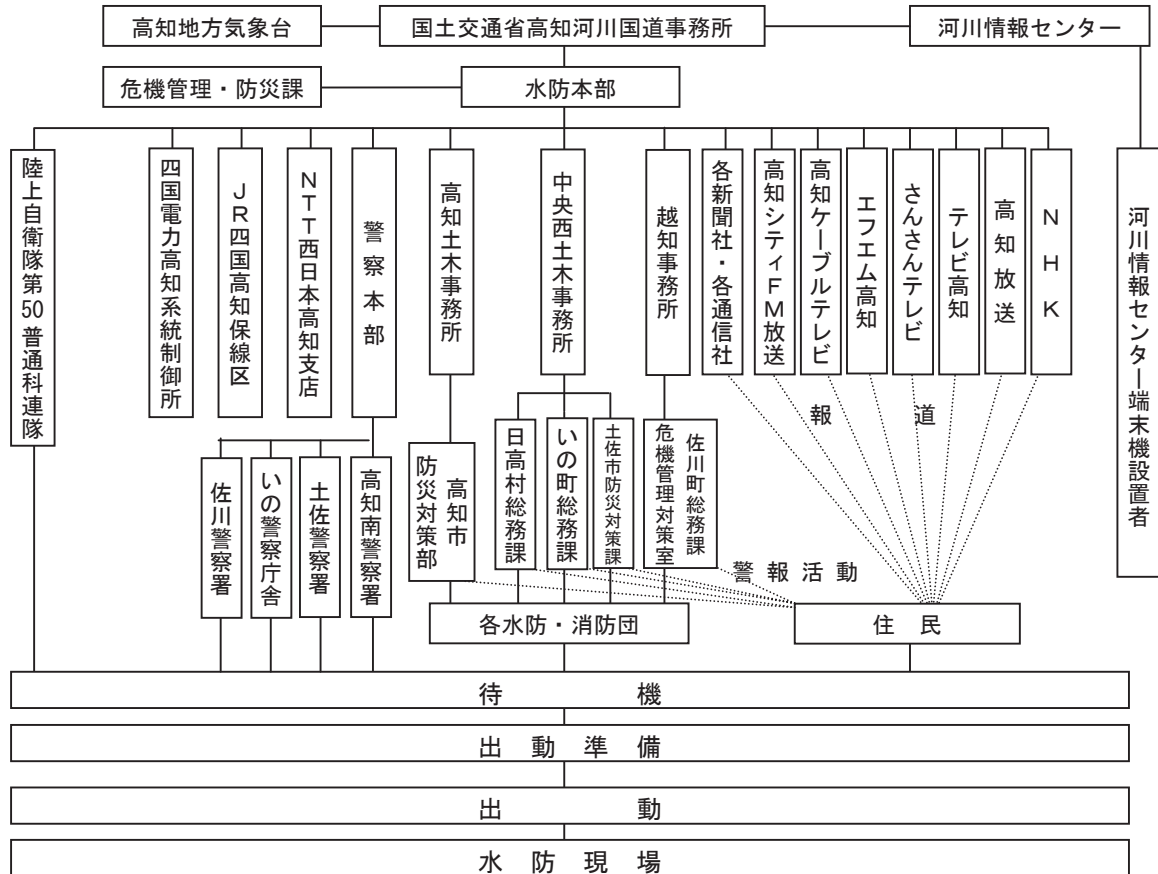 高知地方気象台
国土交通省高知河川国道事務所
河川情報センター
危機管理・防災課
水防本部
陸上自衛隊第50普通科連隊
四国電力高知系統制御所
JR四国高知保線区
NTT西日本高知支店
警察本部
高知土木事務所
中央西土木事務所
越知事務所
各新聞社・各通信社
高知シティFM放送
高知ケーブルテレビ
エフエム高知
さんさんテレビ
テレビ高知
高知放送
NHK
河川情報センター端末機設置者
報道
佐川警察署
いの警察庁舎
土佐警察署
高知南警察署
高知市
防災対策部
日高村総務課
いの町総務課
土佐市防災対策課
佐川町総務課
危機管理対策室
警報活動
各水防・消防団
住民
待機
出動準備
出動
水防現場